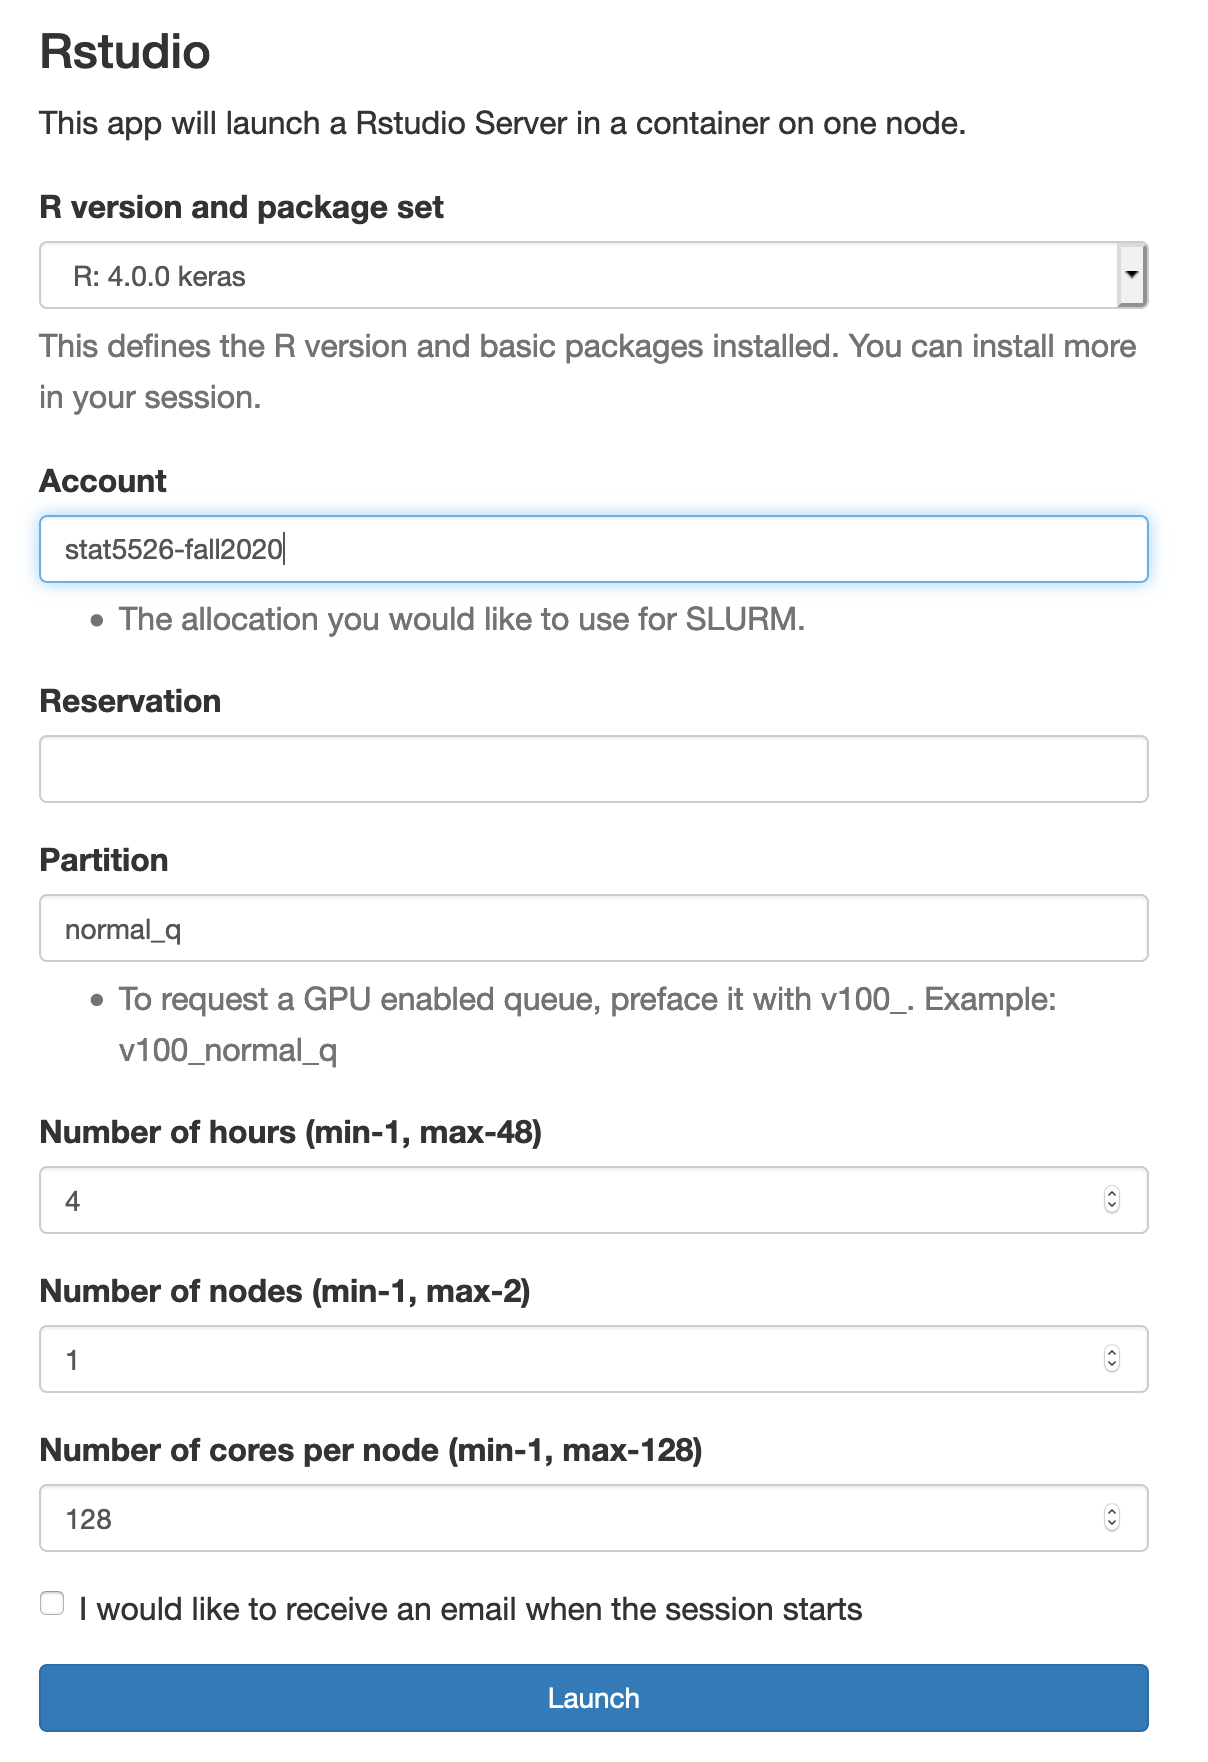 Rstudio
This app will launch a Rstudio Server in a container on one node.
R version and package set
R: 4.0.0 keras
This defines the R version and basic packages installed. You can install more
in your session.
Account
stat5526-fall2020
• The allocation you would like to use for SLURM.
Reservation
Partition
normal_q
• To request a GPU enabled queue, preface it with v100_. Example:
v100_normal_q
Number of hours (min-1, max-48)
4
Number of nodes (min-1, max-2)
1
Number of cores per node (min-1, max-128)
128
I would like to receive an email when the session starts
Launch